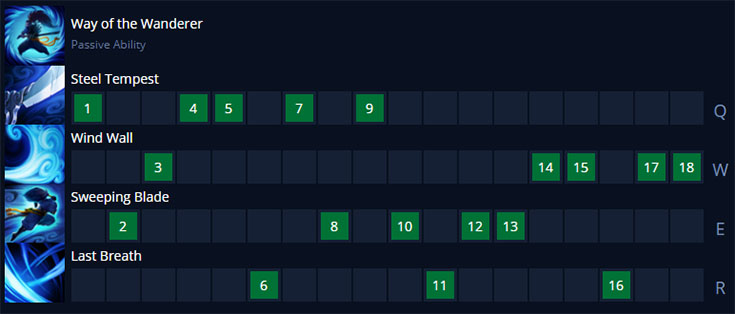 Way of the Wanderer
Passive Ability
Steel Tempest
1 4 5 7 9 Q
Wind Wall
3 14 15 17 18 W
Sweeping Blade
2 8 10 12 13 E
Last Breath
6 11 16 R